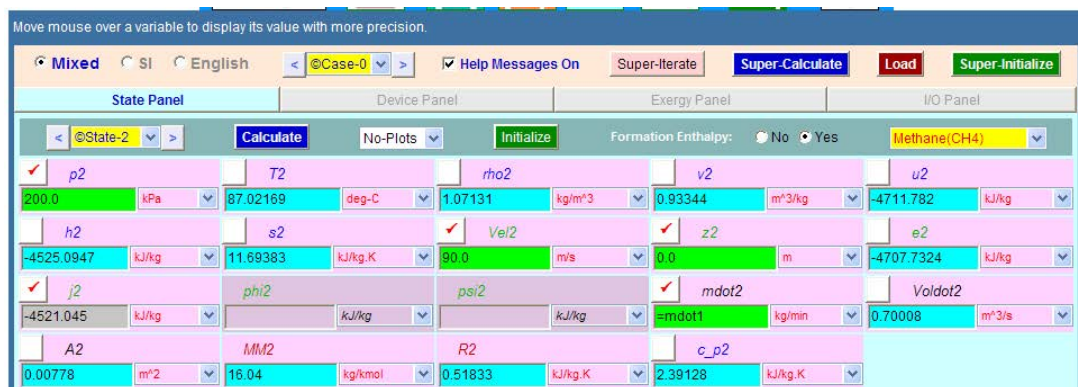 Move mouse over a variable to display its value with more precision.
Mixed SI English < ©Case-0 > Help Messages On Super-Iterate Super-Calculate Load Super-Initialize
State Panel Device Panel Exergy Panel I/O Panel
< ©State-2 > Calculate No-Plots Initialize Formation Enthalpy: No Yes Methane(CH4)
p2 T2 rho2 v2 u2
200.0 kPa 87.02169 deg-C 1.07131 kg/m^3 0.93344 m^3/kg -4711.782 kJ/kg
h2 s2 Vel2 z2 e2
-4525.0947 kJ/kg 11.69383 kJ/kg.K 90.0 m/s 0.0 m -4707.7324 kJ/kg
j2 phi2 psi2 mdot2 Voldot2
-4521.045 kJ/kg kJ/kg kJ/kg =mdot1 kg/min 0.70008 m^3/s
A2 MM2 R2 c_p2
0.00778 m^2 16.04 kg/kmol 0.51833 kJ/kg.K 2.39128 kJ/kg.K